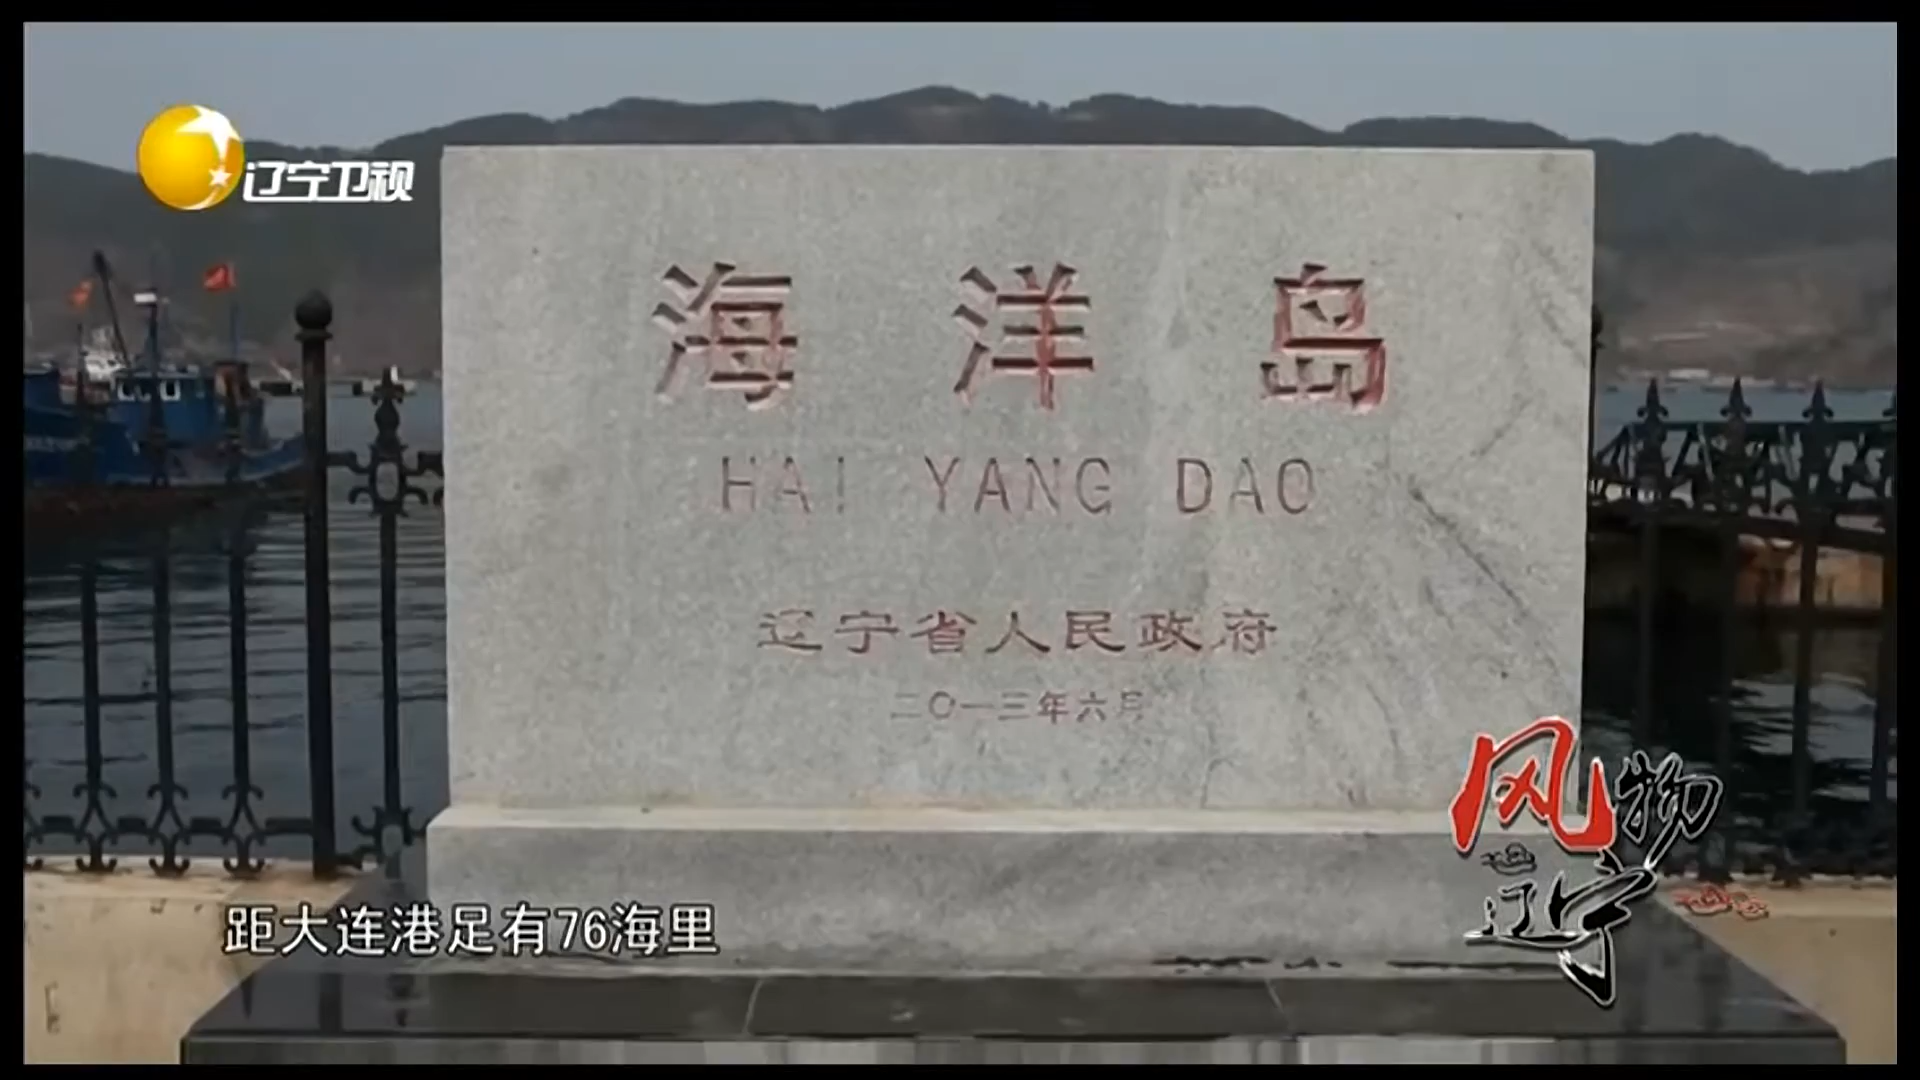 辽宁卫视
海洋岛
HAI YANG DAO
辽宁省人民政府
二〇一三年六月
风物
辽宁
距大连港足有76海里